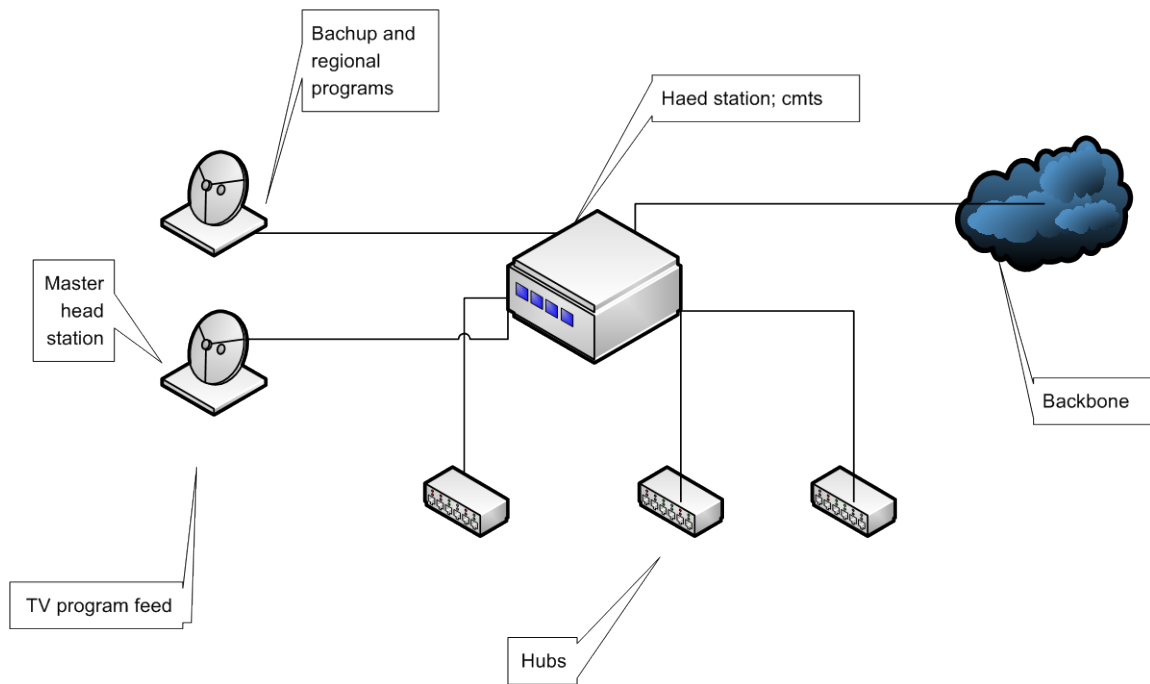 Bachup and
regional
programs
Haed station; cmts
Master
head
station
Backbone
TV program feed
Hubs